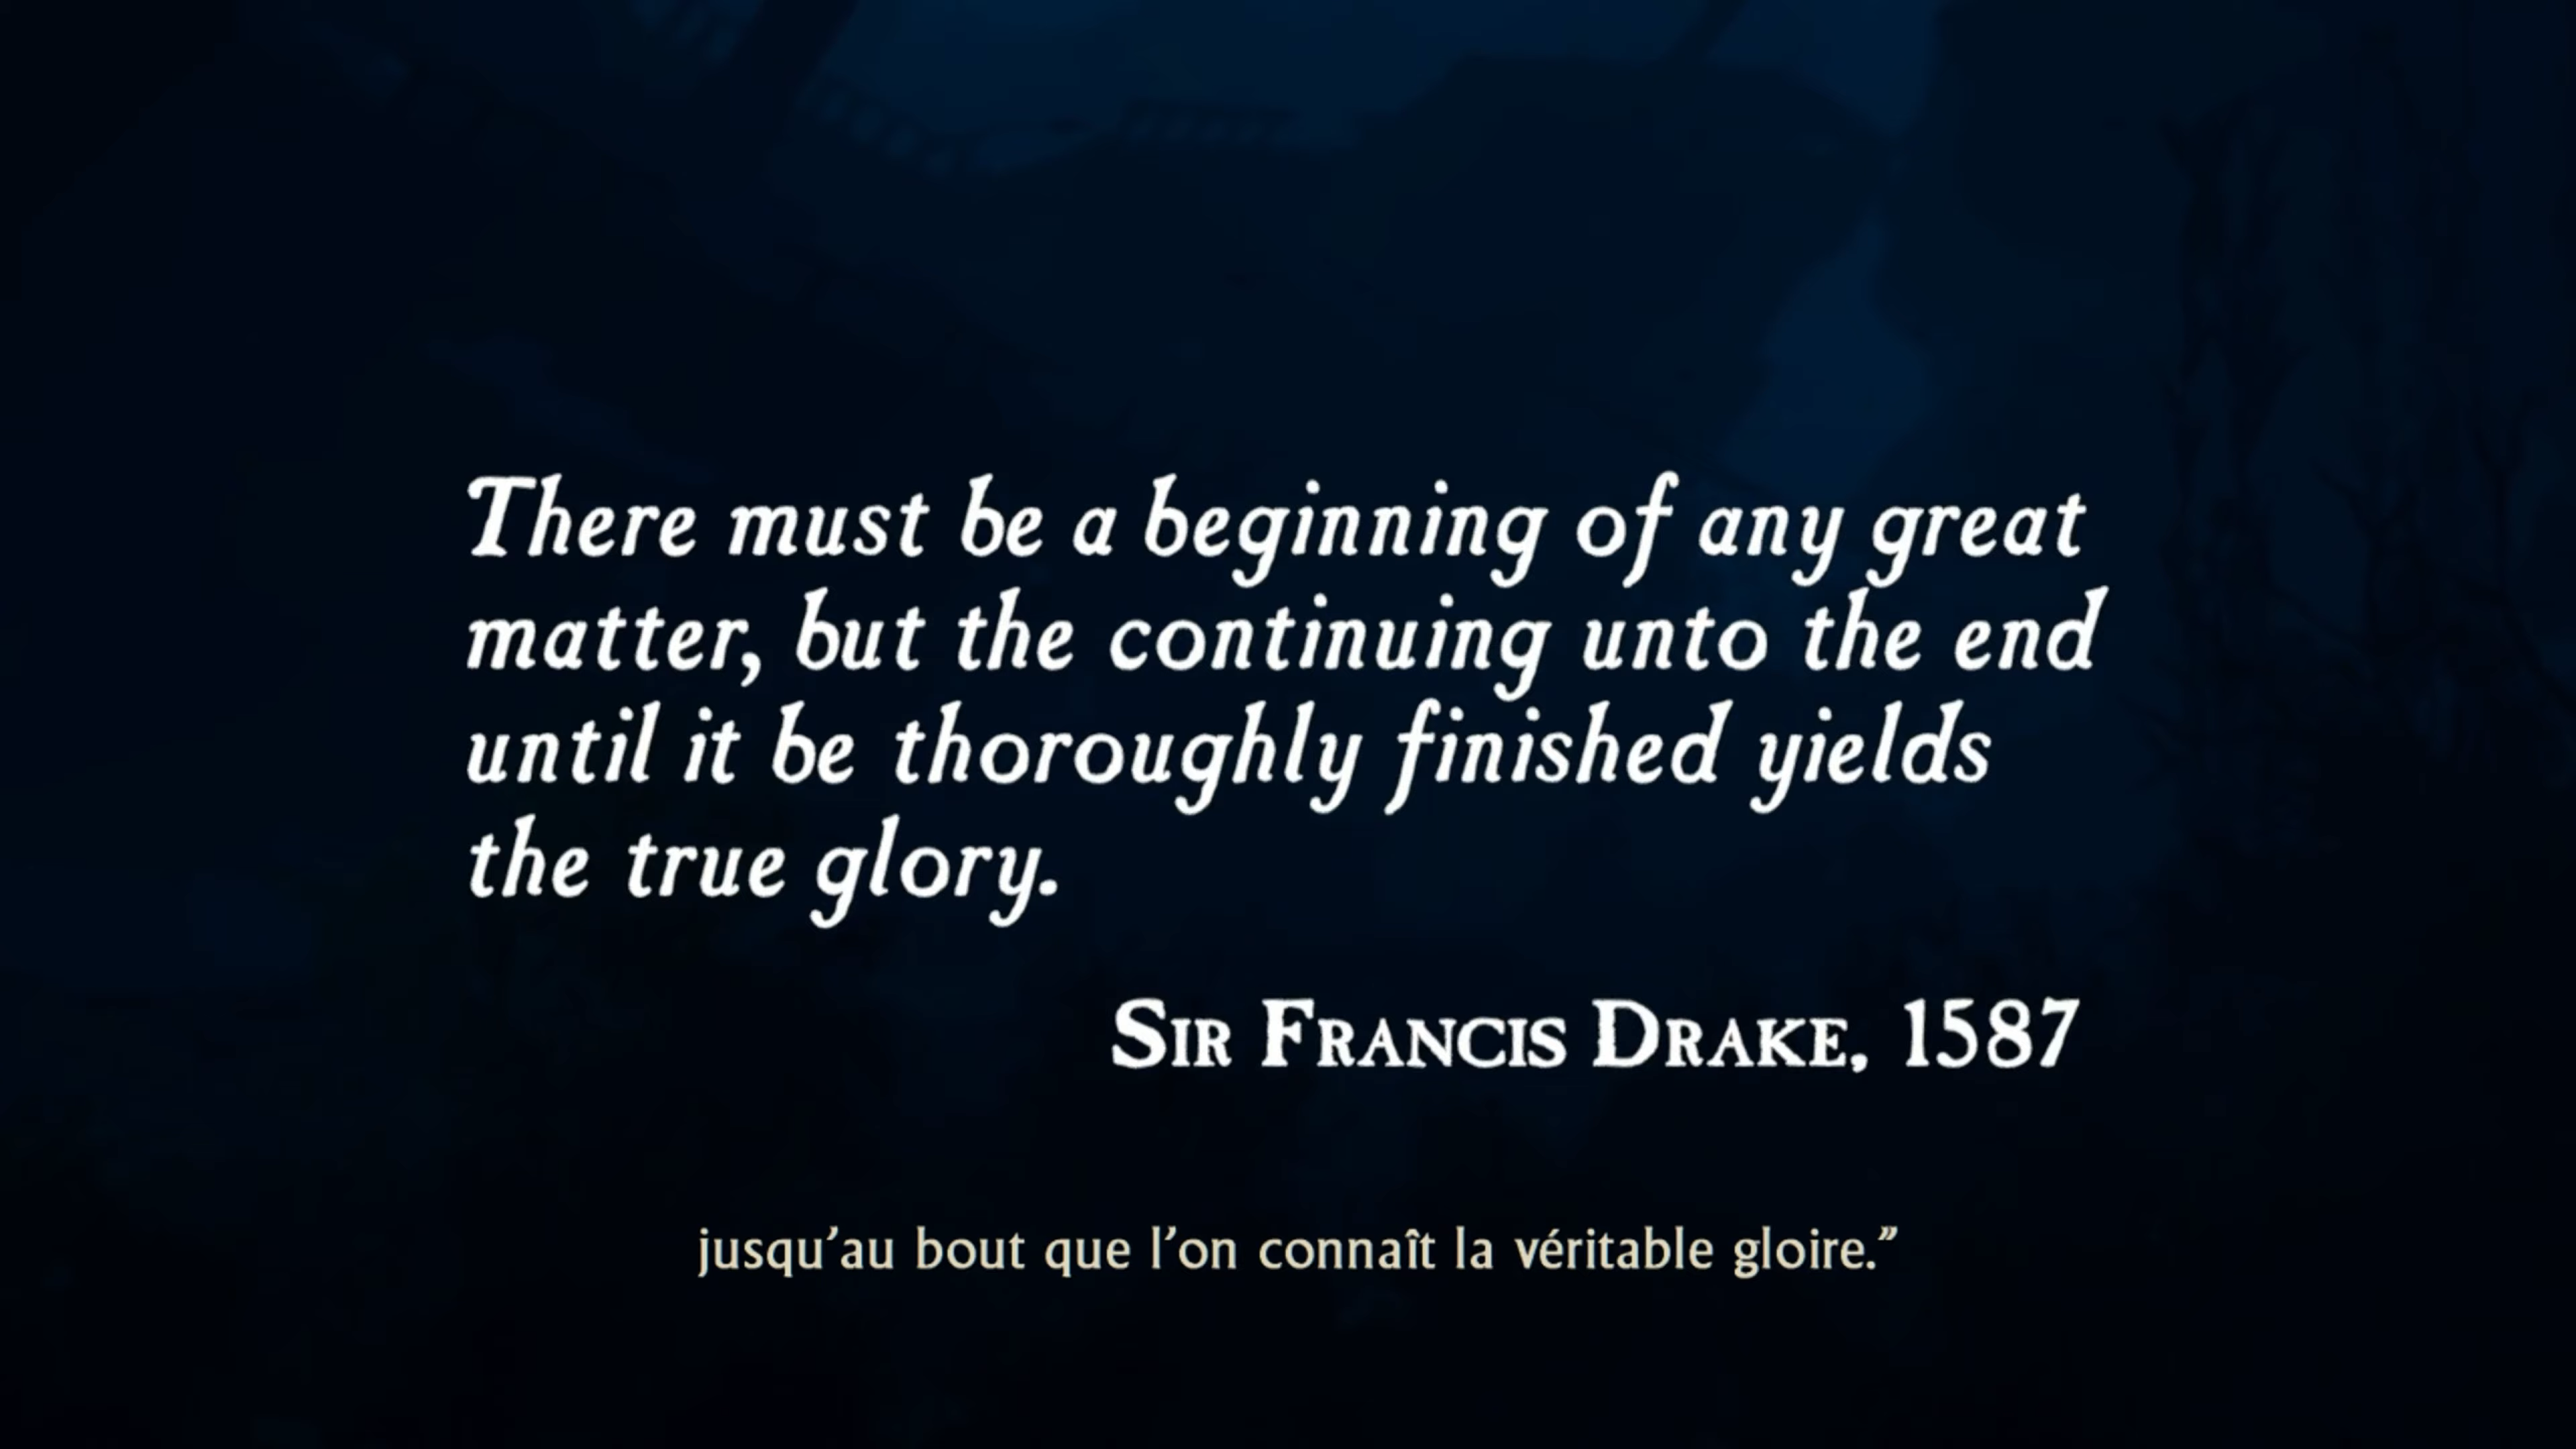 There must be a beginning of any great
matter, but the continuing unto the end
until it be thoroughly finished yields
the true glory.
SIR FRANCIS DRAKE, 1587
jusqu’au bout que l’on connaît la véritable gloire.”